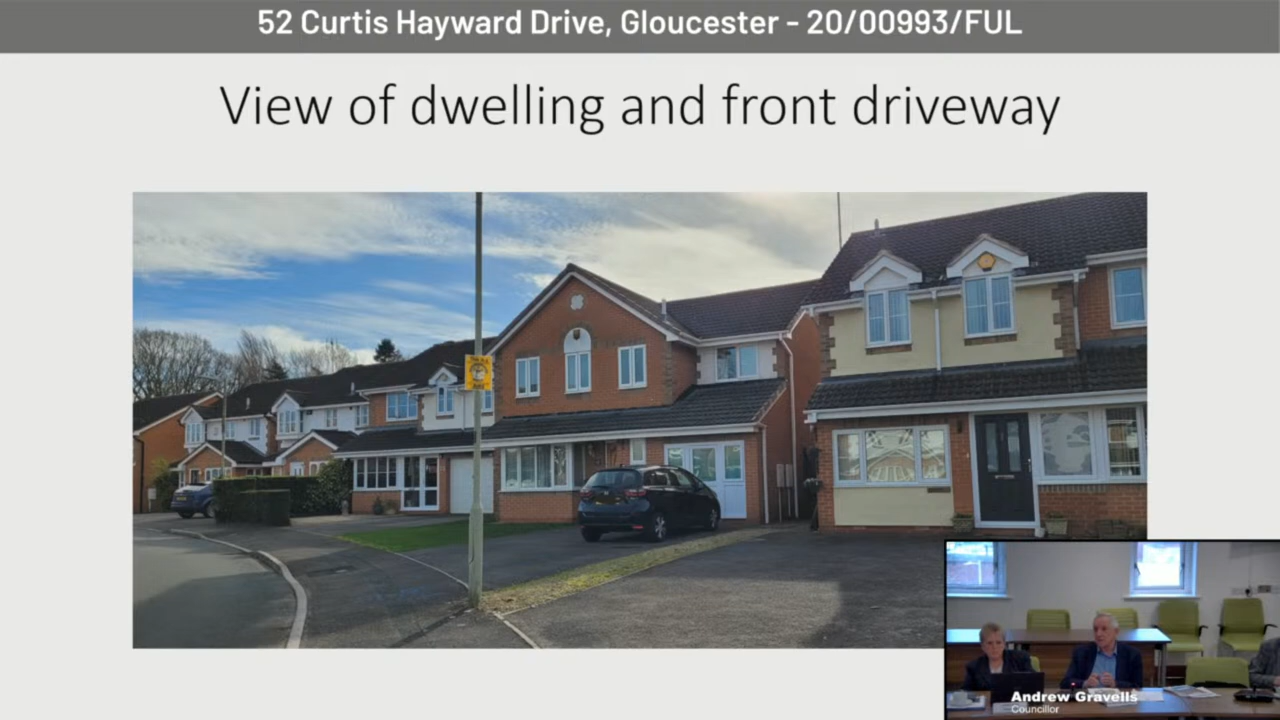 52 Curtis Hayward Drive, Gloucester - 20/00993/FUL
View of dwelling and front driveway
Andrew Gravells
Councillor